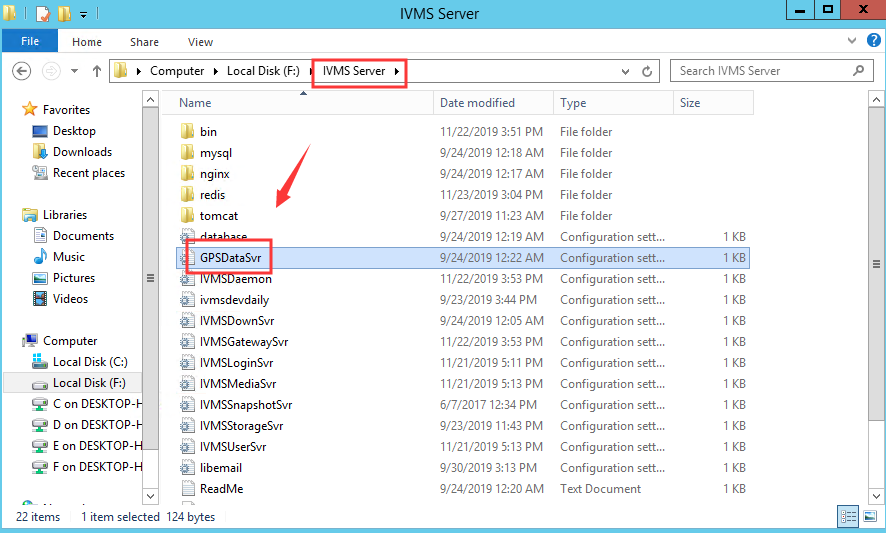 IVMS Server
File Home Share View
Computer Local Disk (F:) IVMS Server Search IVMS Server
Name Date modified Type Size
Favorites
Desktop
Downloads
Recent places
Libraries
Documents
Music
Pictures
Videos
Computer
Local Disk (C:)
Local Disk (F:)
C on DESKTOP-H
D on DESKTOP-H
E on DESKTOP-H
F on DESKTOP-H
bin 11/22/2019 3:51 PM File folder
mysql 9/24/2019 12:18 AM File folder
nginx 9/24/2019 12:17 AM File folder
redis 11/23/2019 3:04 PM File folder
tomcat 9/27/2019 11:23 AM File folder
database 9/24/2019 12:19 AM Configuration sett... 1 KB
GPSDataSvr 9/24/2019 12:22 AM Configuration sett... 1 KB
IVMSDaemon 11/22/2019 3:53 PM Configuration sett... 1 KB
ivmsdevdaily 9/23/2019 3:44 PM Configuration sett... 1 KB
IVMSDownSvr 9/24/2019 12:05 AM Configuration sett... 1 KB
IVMSGatewaySvr 11/22/2019 3:53 PM Configuration sett... 1 KB
IVMSLoginSvr 11/21/2019 5:11 PM Configuration sett... 1 KB
IVMSMediaSvr 11/21/2019 5:13 PM Configuration sett... 1 KB
IVMSSnapshotSvr 6/7/2017 12:34 PM Configuration sett... 1 KB
IVMSStorageSvr 9/23/2019 11:43 PM Configuration sett... 1 KB
IVMSUserSvr 11/21/2019 5:13 PM Configuration sett... 1 KB
libemail 9/30/2019 3:13 PM Configuration sett... 1 KB
ReadMe 9/24/2019 12:20 AM Text Document 1 KB
22 items 1 item selected 124 bytes